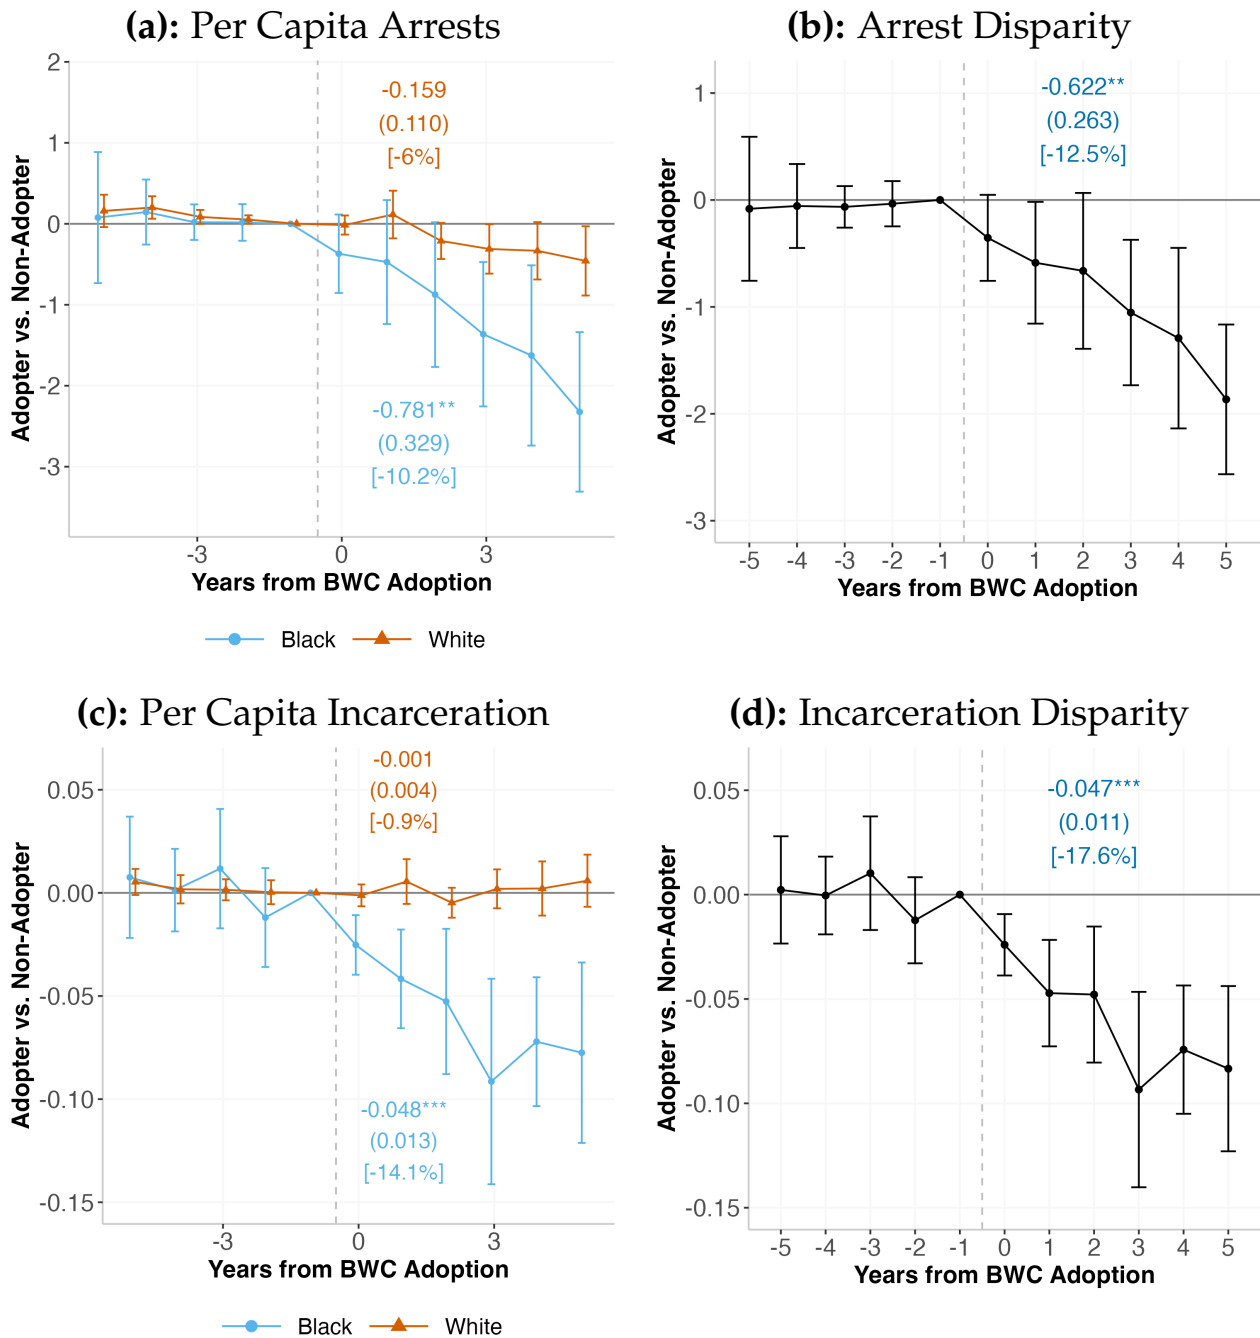 (a): Per Capita Arrests
2
1
0
-1
-2
-3
Adopter vs. Non-Adopter
-0.159
(0.110)
[-6%]
-0.781**
(0.329)
[-10.2%]
-3 0 3
Years from BWC Adoption
Black White
(b): Arrest Disparity
1
0
-1
-2
-3
Adopter vs. Non-Adopter
-0.622**
(0.263)
[-12.5%]
-5 -4 -3 -2 -1 0 1 2 3 4 5
Years from BWC Adoption
(c): Per Capita Incarceration
0.05
0.00
-0.05
-0.10
-0.15
Adopter vs. Non-Adopter
-0.001
(0.004)
[-0.9%]
-0.048***
(0.013)
[-14.1%]
-3 0 3
Years from BWC Adoption
Black White
(d): Incarceration Disparity
0.05
0.00
-0.05
-0.10
-0.15
Adopter vs. Non-Adopter
-0.047***
(0.011)
[-17.6%]
-5 -4 -3 -2 -1 0 1 2 3 4 5
Years from BWC Adoption